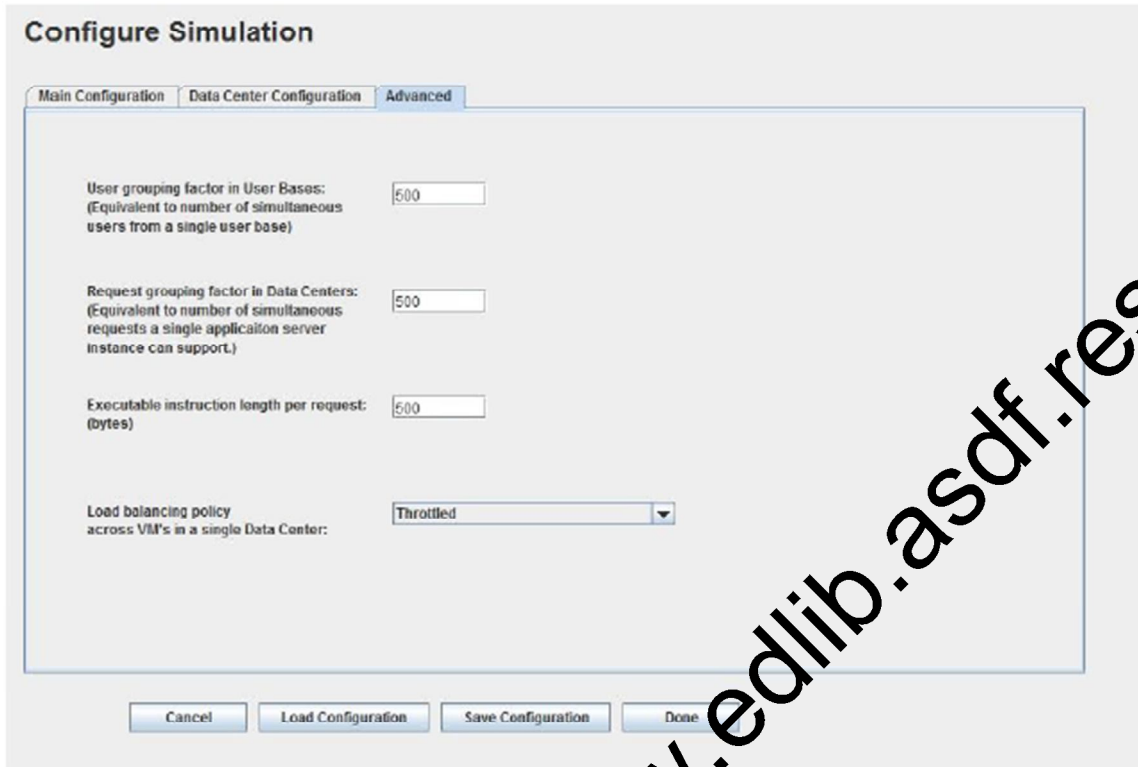 Configure Simulation
Main Configuration
Data Center Configuration
Advanced
User grouping factor in User Bases:
(Equivalent to number of simultaneous
users from a single user base)
500
Request grouping factor in Data Centers:
(Equivalent to number of simultaneous
requests a single applicaiton server
instance can support.)
500
Executable instruction length per request:
(bytes)
500
Load balancing policy
across VM's in a single Data Center:
Throttled
Cancel
Load Configuration
Save Configuration
Done
.edlib.asdf.res